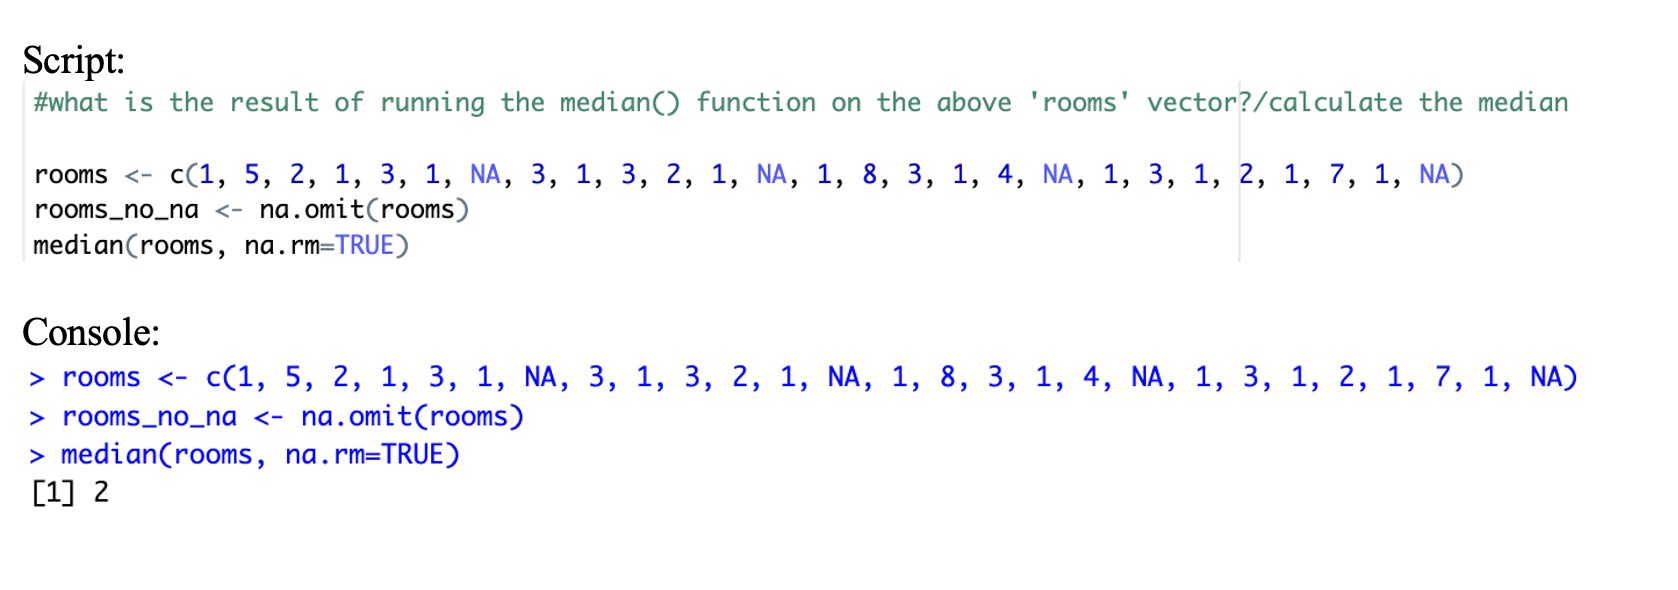 Script:
#what is the result of running the median() function on the above 'rooms' vector?/calculate the median
rooms <- c(1, 5, 2, 1, 3, 1, NA, 3, 1, 3, 2, 1, NA, 1, 8, 3, 1, 4, NA, 1, 3, 1, 2, 1, 7, 1, NA)
rooms_no_na <- na.omit(rooms)
median(rooms, na.rm=TRUE)
Console:
> rooms <- c(1, 5, 2, 1, 3, 1, NA, 3, 1, 3, 2, 1, NA, 1, 8, 3, 1, 4, NA, 1, 3, 1, 2, 1, 7, 1, NA)
> rooms_no_na <- na.omit(rooms)
> median(rooms, na.rm=TRUE)
[1] 2